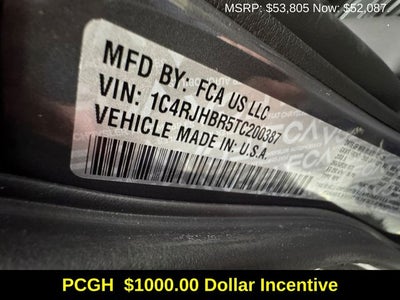 MSRP: $53,805 Now: $52,087
MFD BY: FCA US LLC
VIN: 1C4RJHBR5TC200387
VEHICLE MADE IN: U.S.A.
PCGH $1000.00 Dollar Incentive